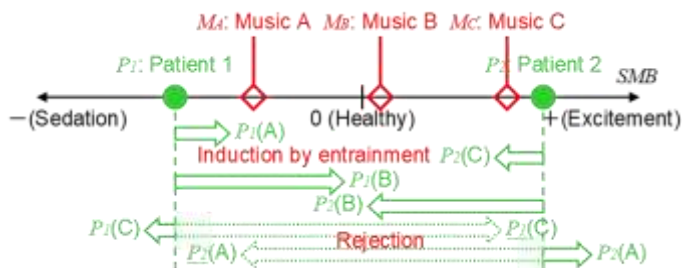 MA: Music A MB: Music B MC: Music C
P1: Patient 1 P2: Patient 2 SMB
−(Sedation) 0 (Healthy) +(Excitement)
P1(A)
Induction by entrainment P2(C)
P1(B)
P2(B)
P1(C) P1(C)
Rejection
P2(A) P2(A)